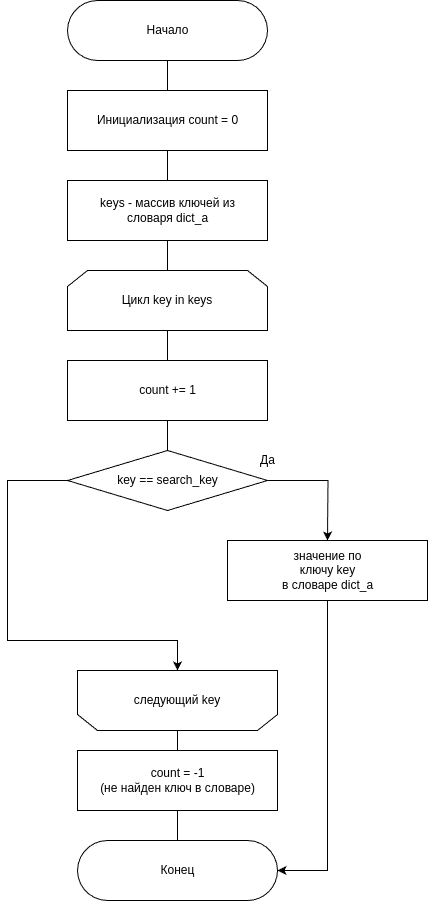 Начало
Инициализация count = 0
keys - массив ключей из
словаря dict_a
Цикл key in keys
count += 1
key == search_key
Да
значение по
ключу key
в словаре dict_a
следующий key
count = -1
(не найден ключ в словаре)
Конец